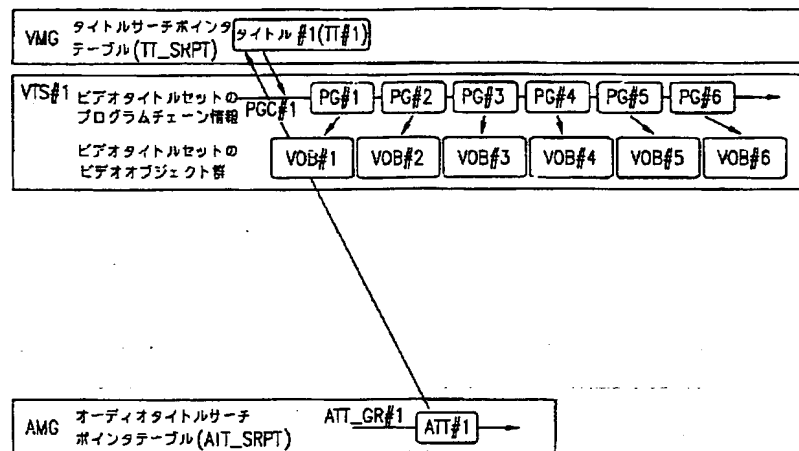 VMG
タイトルサーチポインタ
テーブル(TT_SRPT)
タイトル #1(TT#1)
VTS#1
ビデオタイトルセットの
プログラムチェーン情報
PGC#1
PG#1
PG#2
PG#3
PG#4
PG#5
PG#6
ビデオタイトルセットの
ビデオオブジェクト群
VOB#1
VOB#2
VOB#3
VOB#4
VOB#5
VOB#6
AMG
オーディオタイトルサーチ
ポインタテーブル(AIT_SRPT)
ATT_GR#1
ATT#1